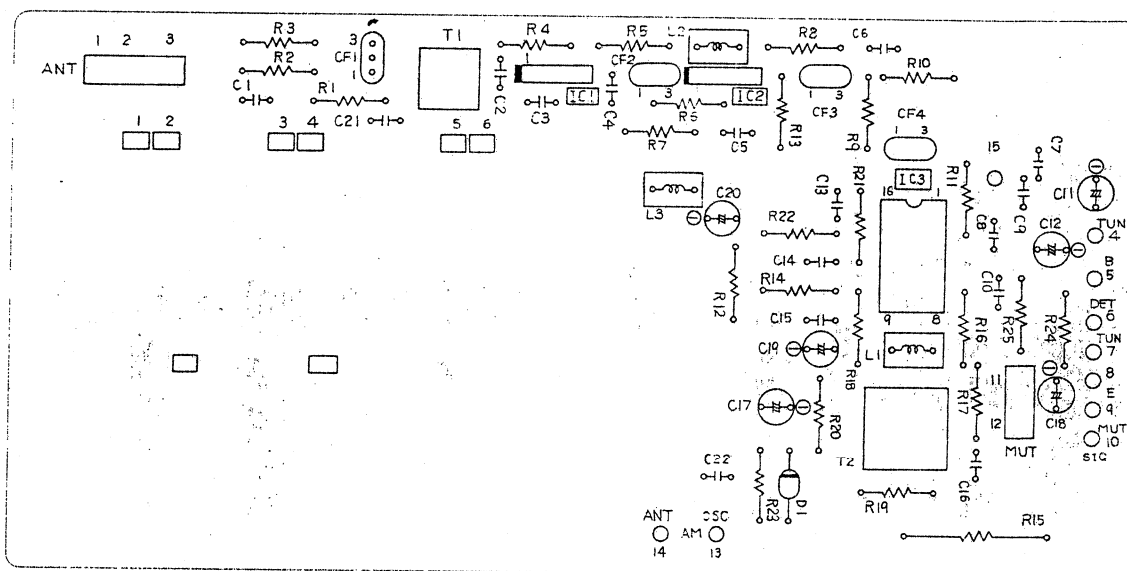 1 2 3
ANT
R3
R2
C1
R1
C21
3
CF1
1
T1
R4
1
C2
C3
IC1
R5
CF2
1 3
C4
R6
R7
L2
IC2
C5
R8
C6
R10
CF3
1 3
R13
R9
CF4
1 3
IC3
1 2
3 4
5 6
L3
C20
C13
R21
16 1
9 8
R22
C14
R14
C15
R12
C19
R18
L1
R11
15
C7
C8
C9
C10
C11
C12
TUN
4
B
5
DET
6
TUN
7
8
E
9
MUT
10
SIG
R16
R25
R24
R17
11
12
MUT
C18
C17
R20
T2
C16
C22
R23
D1
R19
R15
ANT
14
AM
OSC
13